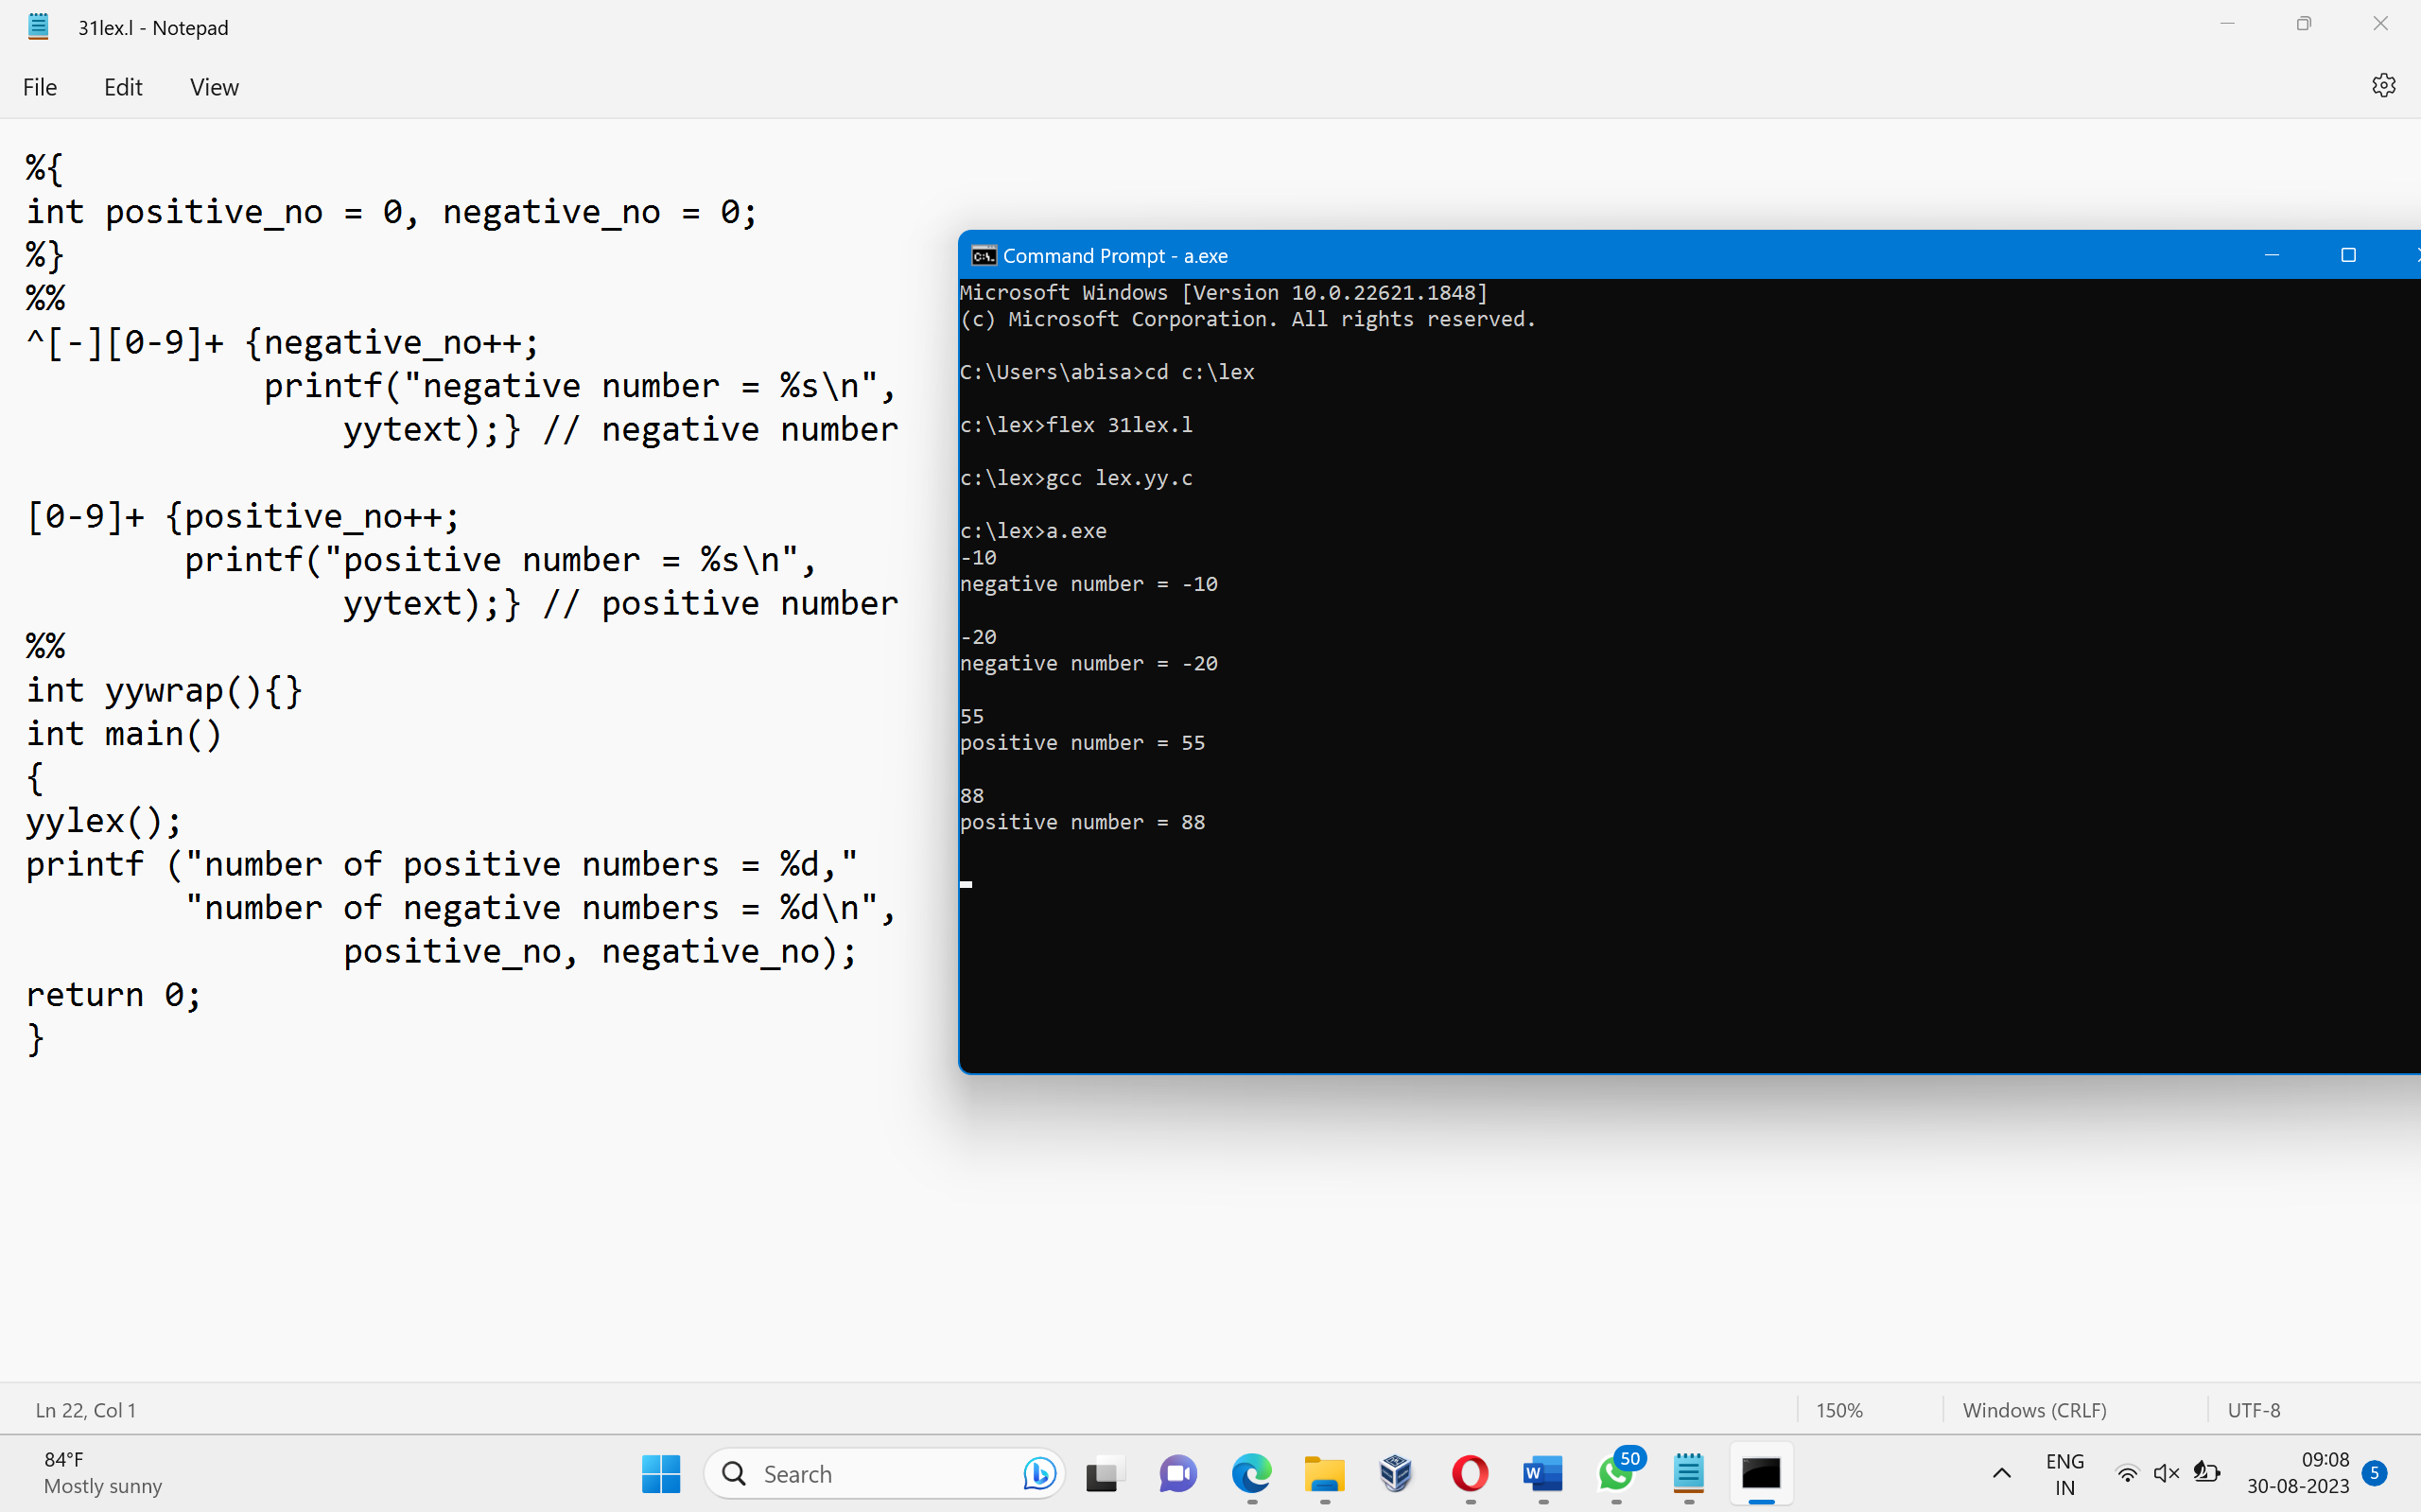 31lex.l - Notepad
File Edit View
%{
int positive_no = 0, negative_no = 0;
%}
%%
^[-][0-9]+ {negative_no++;
            printf("negative number = %s\n",
                yytext);} // negative number

[0-9]+ {positive_no++;
        printf("positive number = %s\n",
                yytext);} // positive number
%%
int yywrap(){}
int main()
{
yylex();
printf ("number of positive numbers = %d,"
        "number of negative numbers = %d\n",
                positive_no, negative_no);
return 0;
}
Command Prompt - a.exe
Microsoft Windows [Version 10.0.22621.1848]
(c) Microsoft Corporation. All rights reserved.

C:\Users\abisa>cd c:\lex

c:\lex>flex 31lex.l

c:\lex>gcc lex.yy.c

c:\lex>a.exe
-10
negative number = -10

-20
negative number = -20

55
positive number = 55

88
positive number = 88
Ln 22, Col 1
150%
Windows (CRLF)
UTF-8
84°F
Mostly sunny
Search
50
ENG
IN
09:08
30-08-2023
5